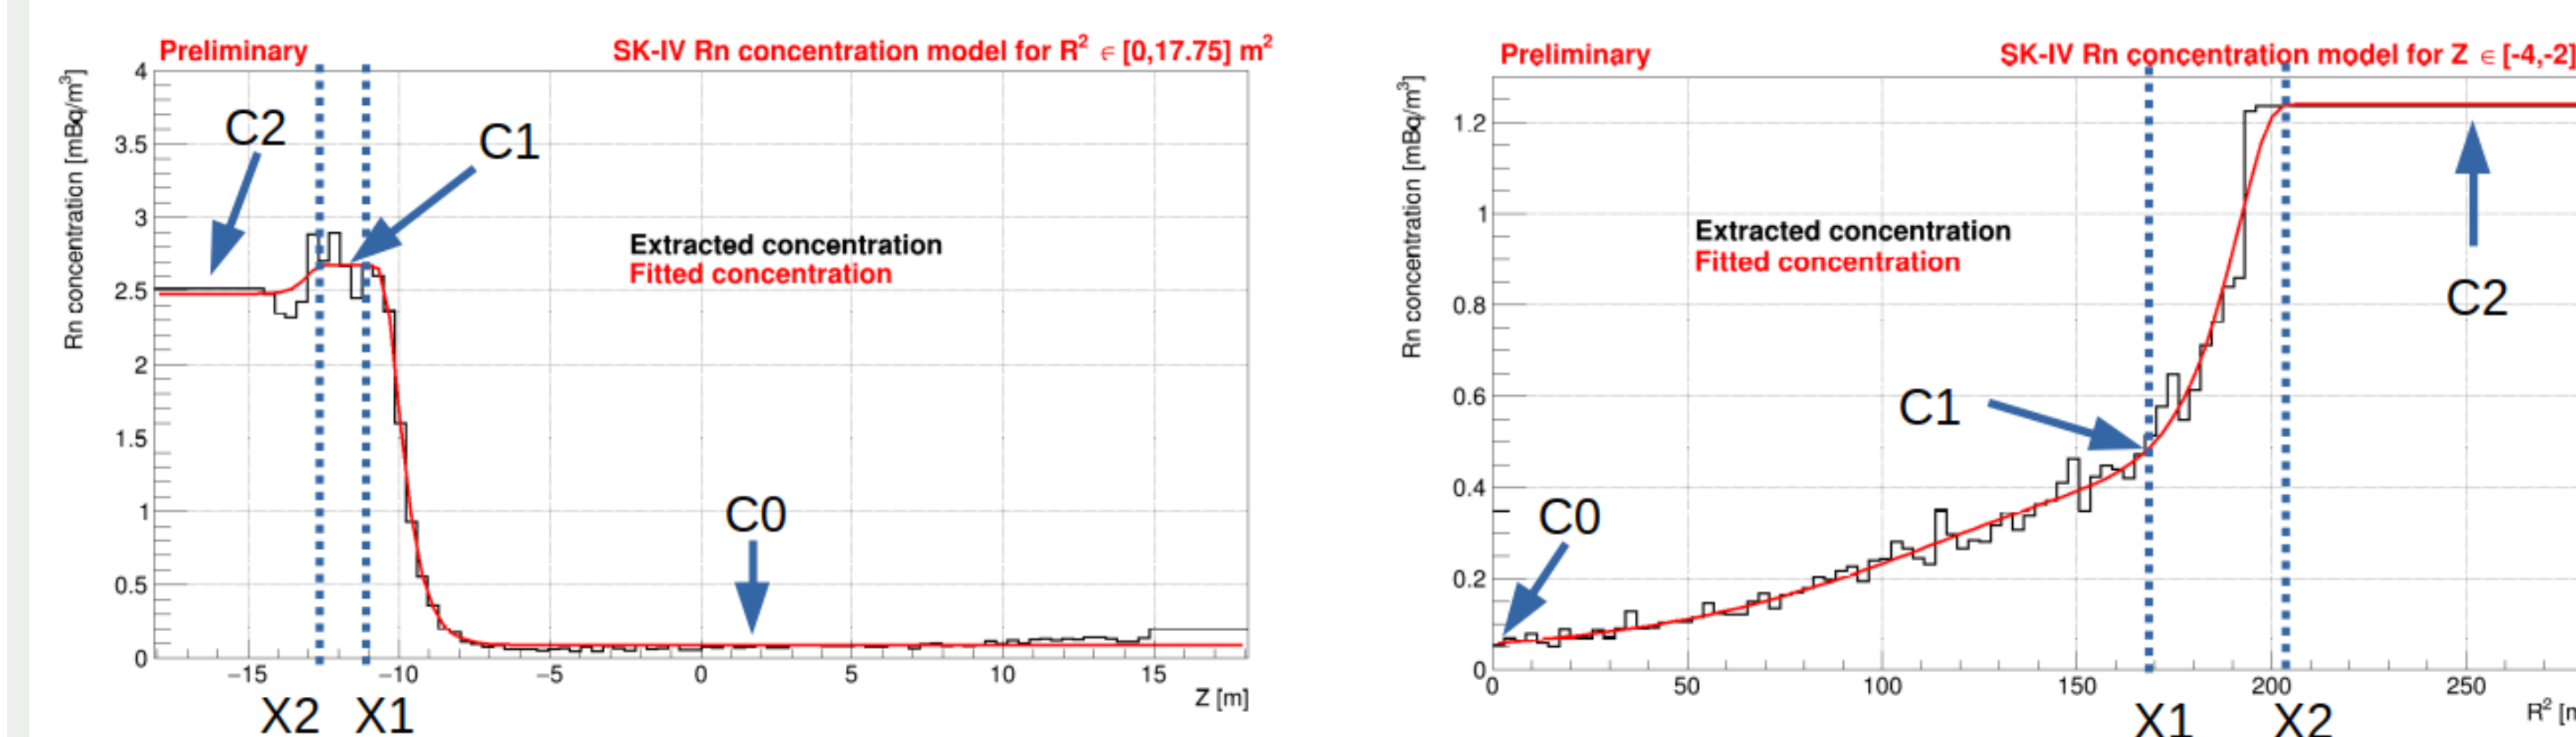 Preliminary
SK-IV Rn concentration model for R² ∈ [0,17.75] m²
Rn concentration [mBq/m³]
4
3.5
3
2.5
2
1.5
1
0.5
0
C2
C1
Extracted concentration
Fitted concentration
C0
−15
−10
−5
0
5
10
15
Z [m]
X2
X1
Preliminary
SK-IV Rn concentration model for Z ∈ [-4,-2]
Rn concentration [mBq/m³]
1.2
1
0.8
0.6
0.4
0.2
0
Extracted concentration
Fitted concentration
C2
C1
C0
0
50
100
150
200
250
R² [
X1
X2